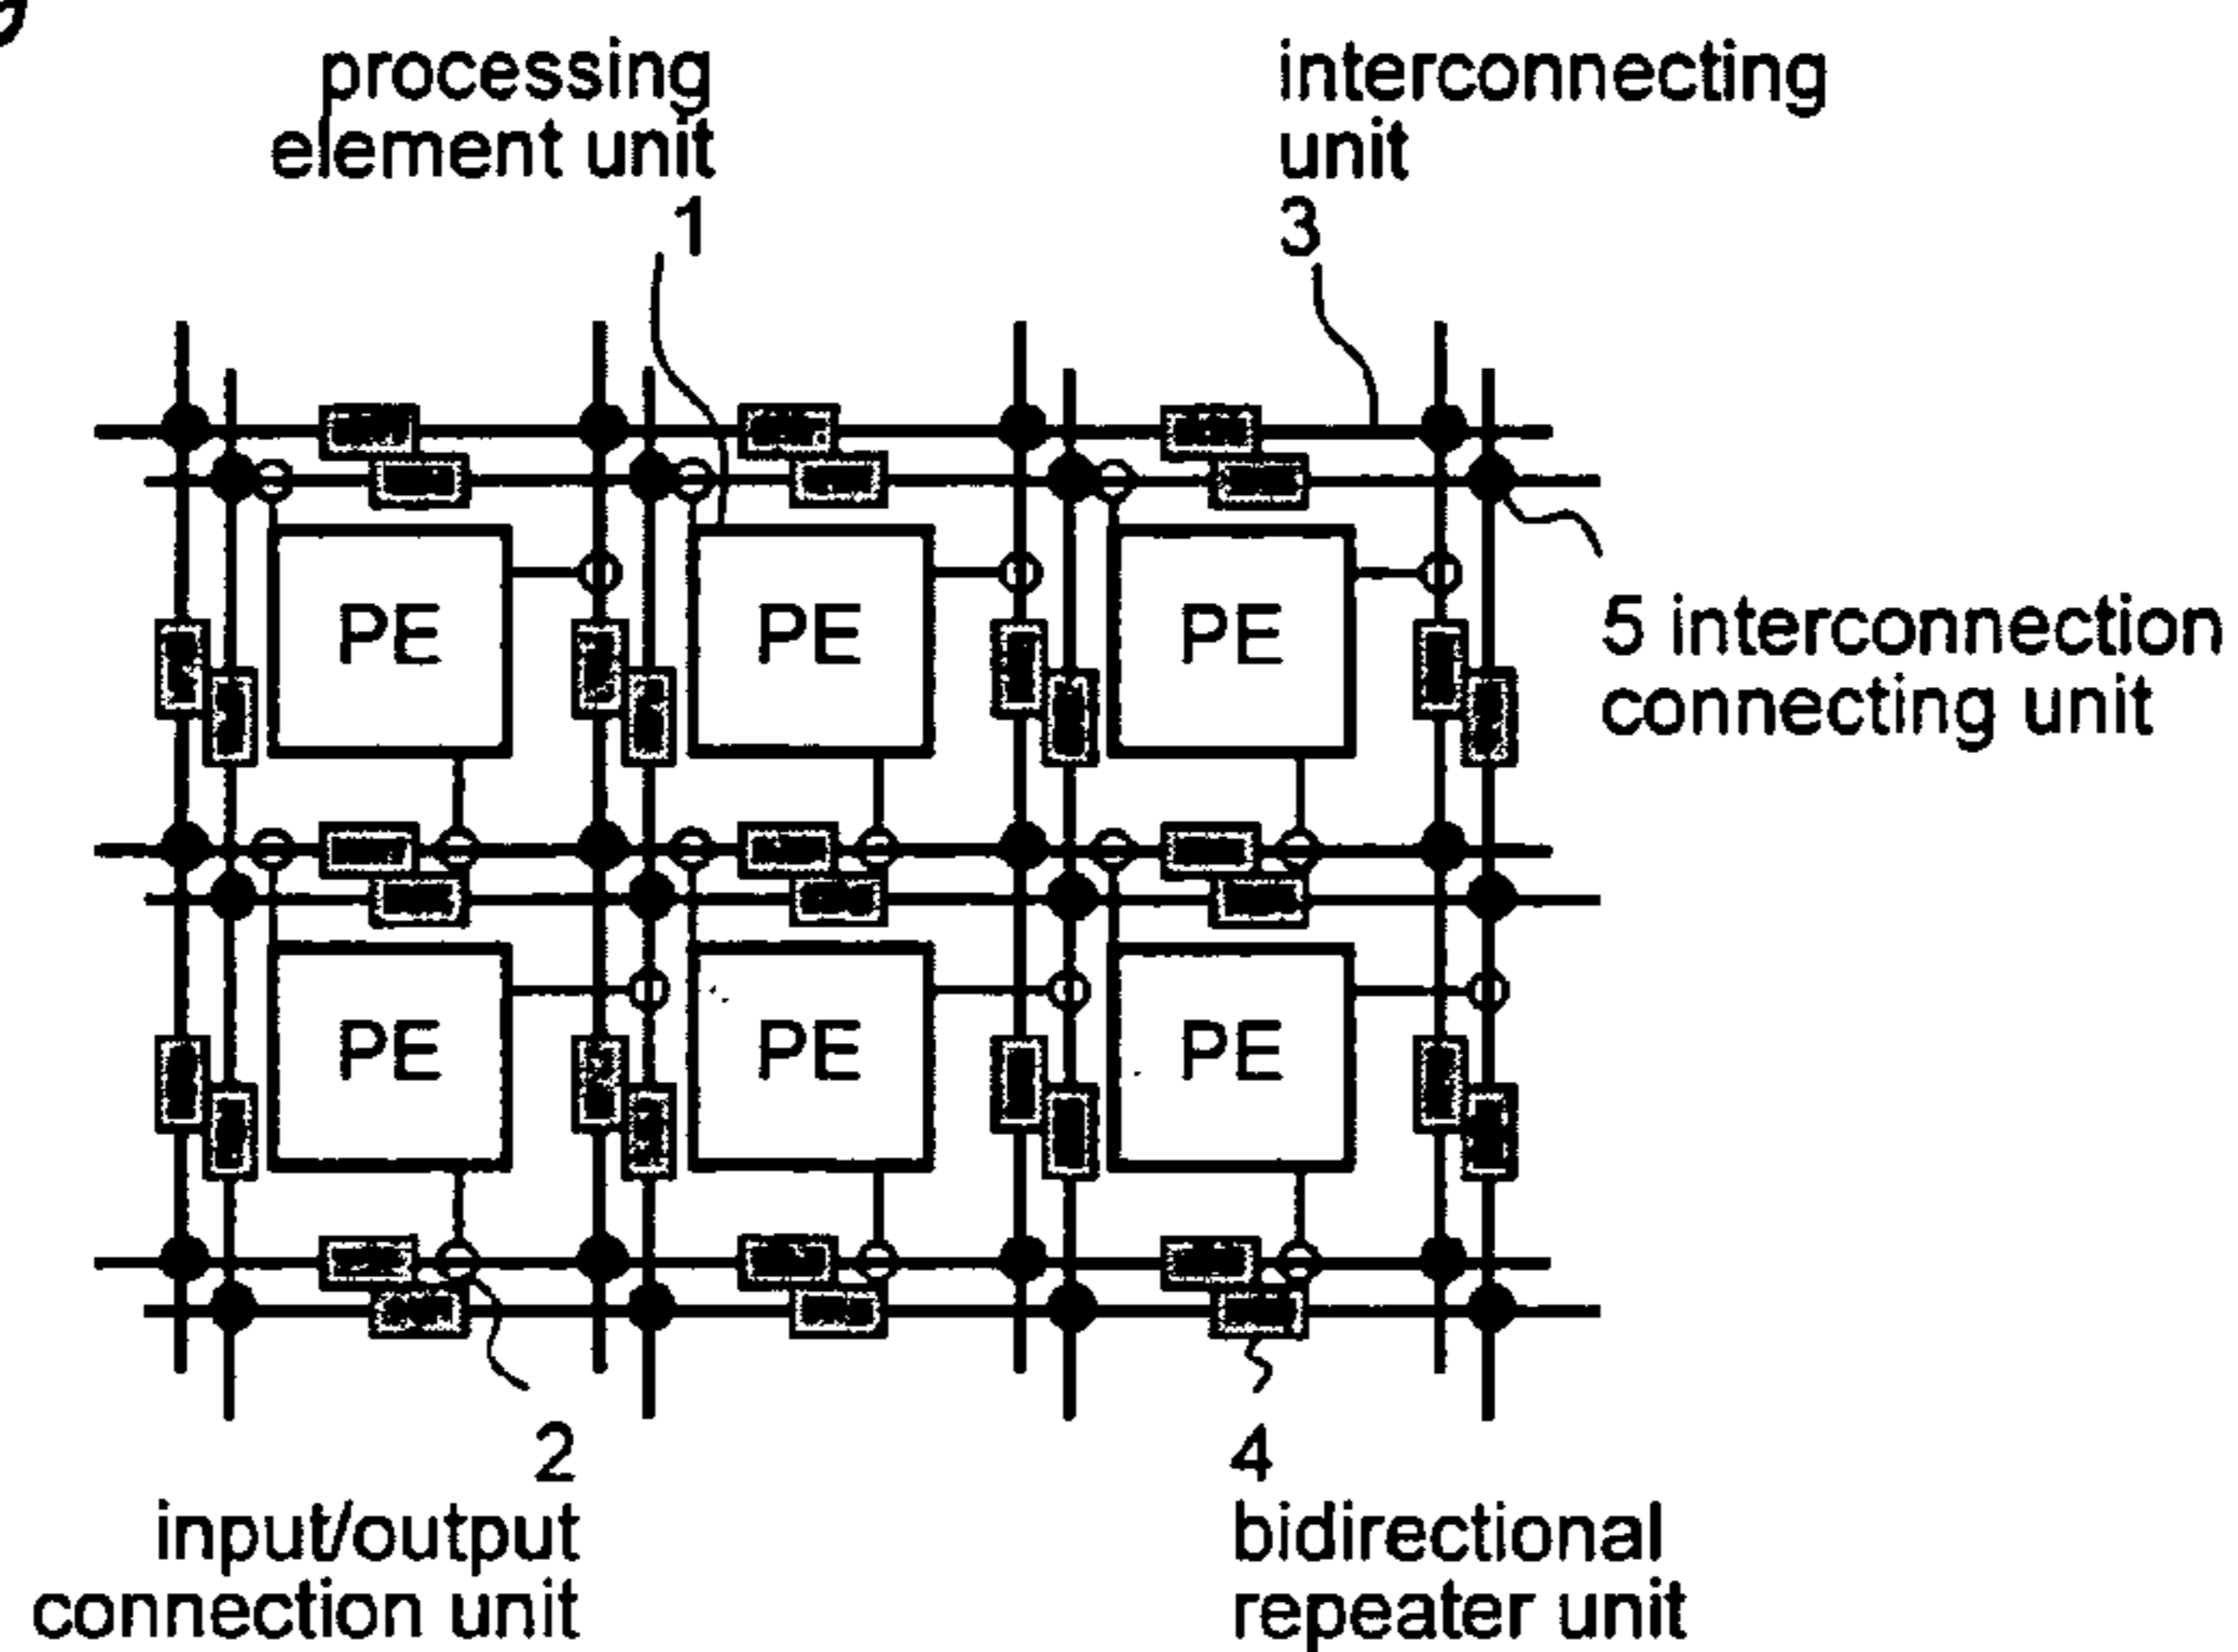 processing
element unit
1
interconnecting
unit
3
PE PE PE
5 interconnection
connecting unit
PE PE PE
2
input/output
connection unit
4
bidirectional
repeater unit